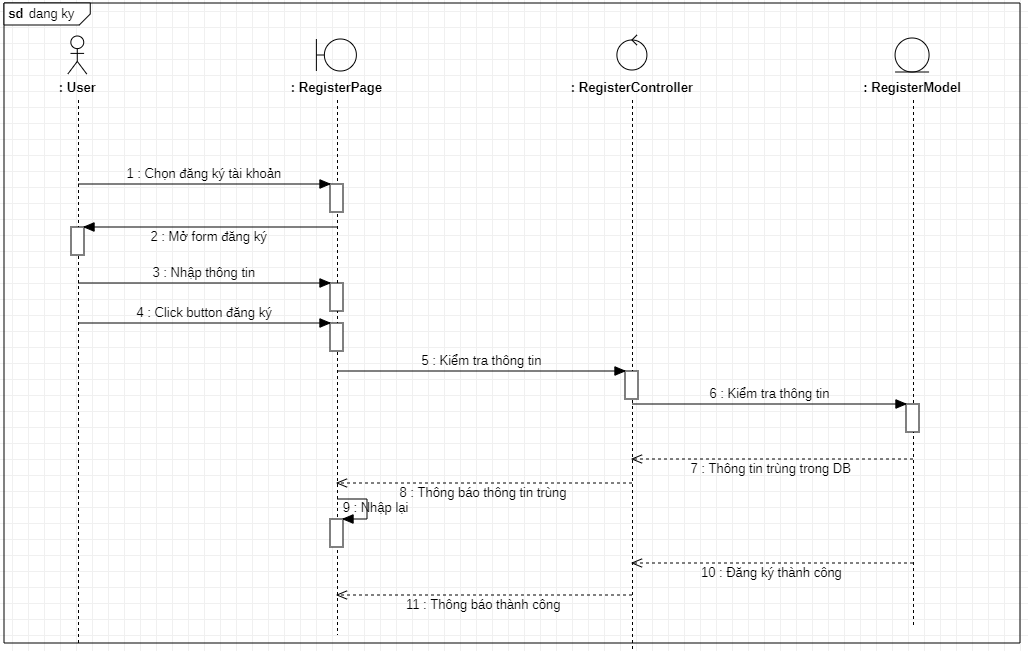 sd dang ky
: User
: RegisterPage
: RegisterController
: RegisterModel
1 : Chọn đăng ký tài khoản
2 : Mở form đăng ký
3 : Nhập thông tin
4 : Click button đăng ký
5 : Kiểm tra thông tin
6 : Kiểm tra thông tin
7 : Thông tin trùng trong DB
8 : Thông báo thông tin trùng
9 : Nhập lại
10 : Đăng ký thành công
11 : Thông báo thành công